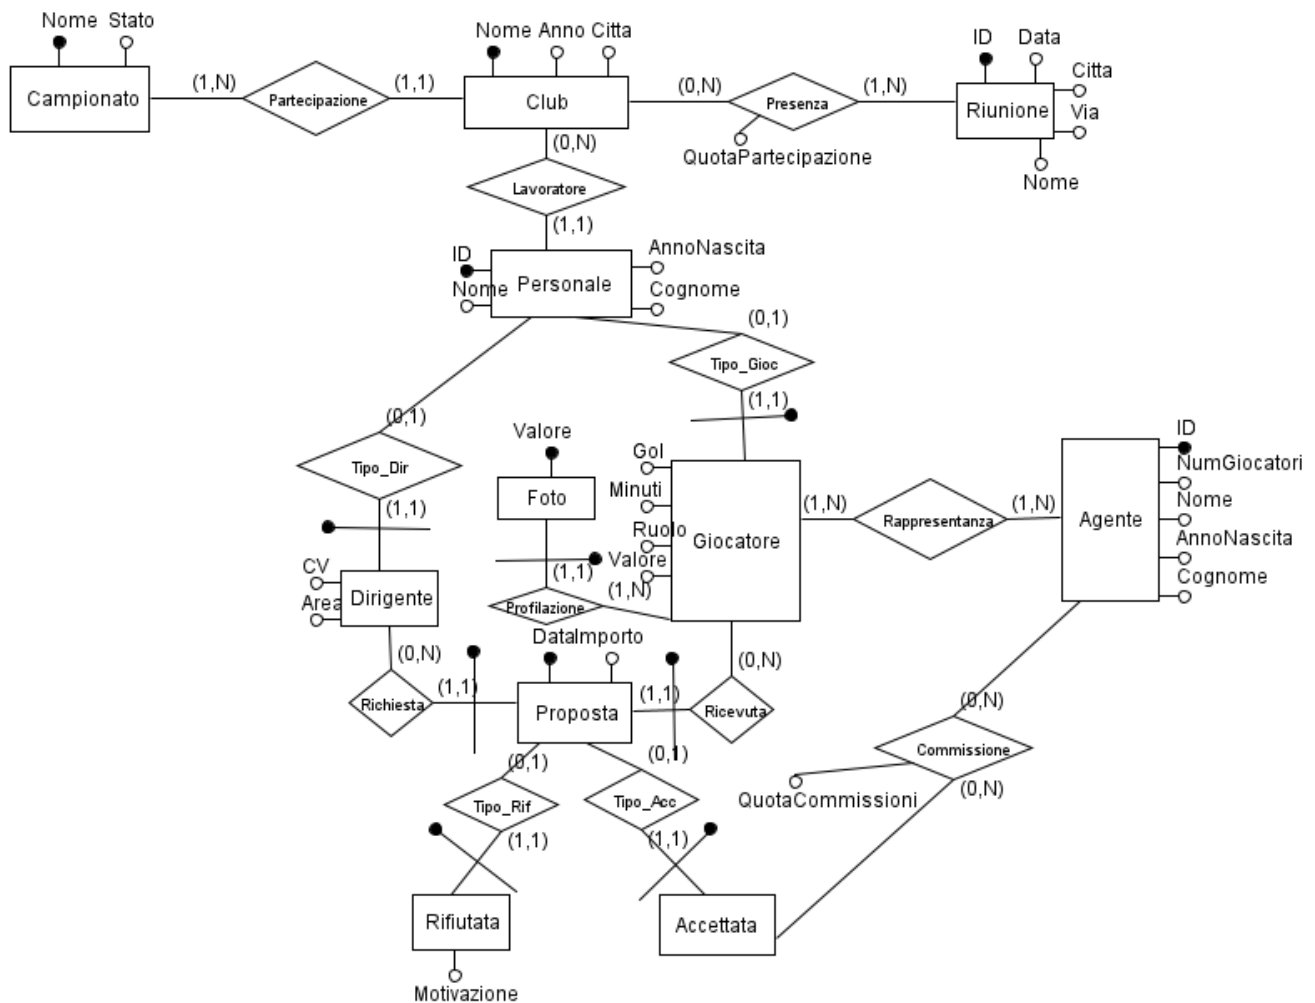 Nome Stato
Nome Anno Citta
ID Data
Citta
Campionato
(1,N)
Partecipazione
(1,1)
Club
(0,N)
Presenza
(1,N)
Riunione
Via
QuotaPartecipazione
Nome
(0,N)
Lavoratore
(1,1)
ID
AnnoNascita
Personale
Nome
Cognome
(0,1)
Tipo_Gioc
(1,1)
(0,1)
Tipo_Dir
(1,1)
Valore
Foto
(1,1)
Profilazione
(1,N)
Gol
Minuti
Ruolo
Valore
Giocatore
(1,N)
Rappresentanza
(1,N)
Agente
ID
NumGiocatori
Nome
AnnoNascita
Cognome
CV
Area
Dirigente
(0,N)
Richiesta
(1,1)
DataImporto
Proposta
(1,1)
Ricevuta
(0,N)
(0,1)
Tipo_Rif
(1,1)
(0,1)
Tipo_Acc
(1,1)
(0,N)
Commissione
(0,N)
QuotaCommissioni
Rifiutata
Accettata
Motivazione